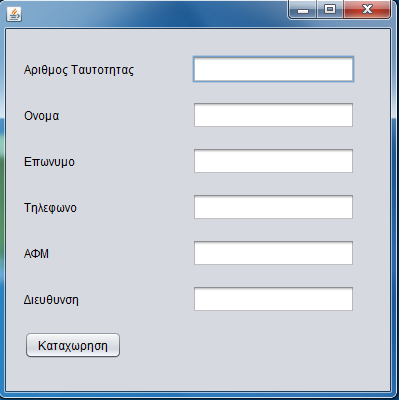 Αριθμος Ταυτοτητας
Ονομα
Επωνυμο
Τηλεφωνο
ΑΦΜ
Διευθυνση
Καταχωρηση